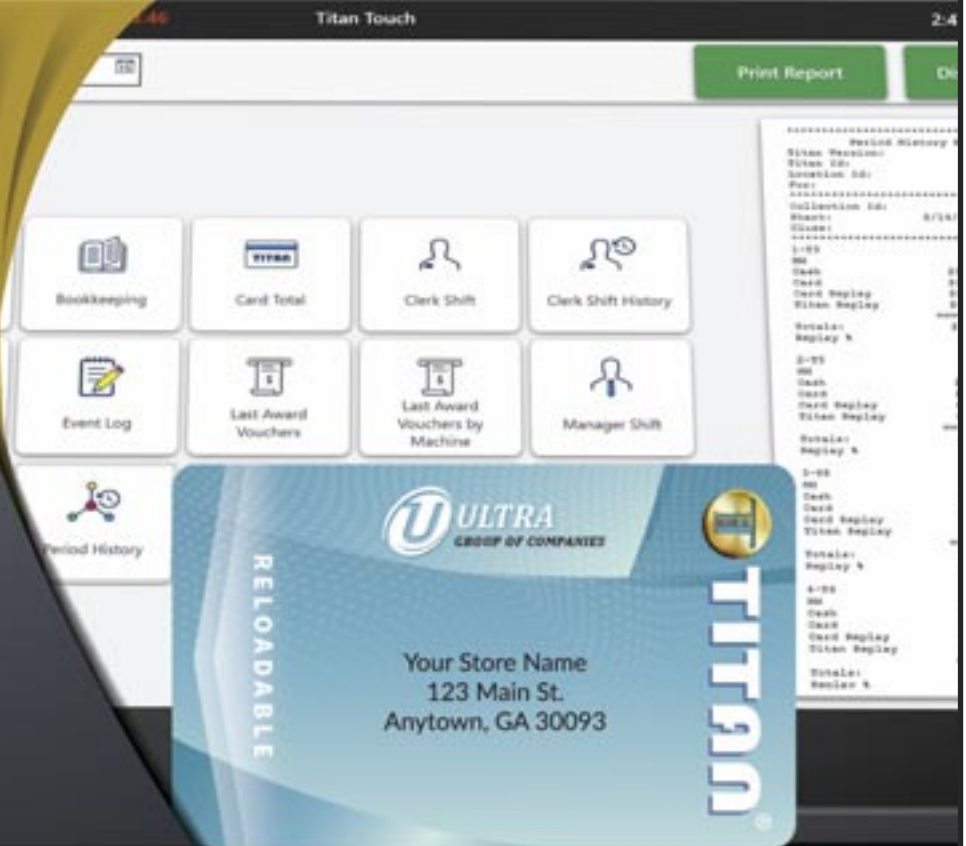 Titan Touch
Print Report
Bookkeeping
TITAN
Card Total
Clerk Shift
Clerk Shift History
Event Log
Last Award
Vouchers
Last Award
Vouchers by
Machine
Manager Shift
Period History
Period History
Titan Version:
Titan Id:
Location Id:
For:
Collection Id:
Start:
Close:
Cash
Card
Card Replay
Titan Replay
Totals:
Replay %
Cash
Card
Card Replay
Titan Replay
Totals:
Replay %
Cash
Card
Card Replay
Titan Replay
Totals:
Replay %
Cash
Card
Card Replay
Titan Replay
Totals:
Replay %
U ULTRA
GROUP OF COMPANIES
RELOADABLE
Your Store Name
123 Main St.
Anytown, GA 30093
TITAN®